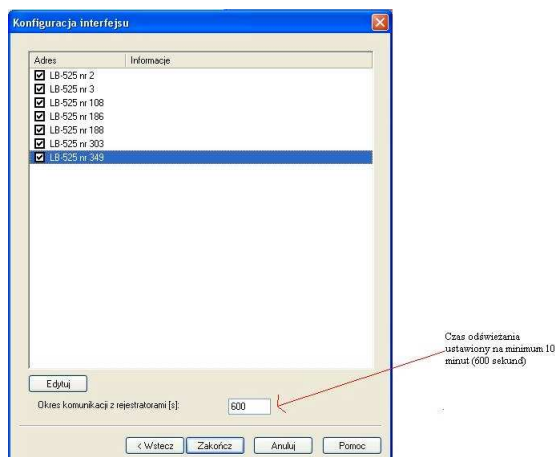 Konfiguracja interfejsu
Adres Informacje
LB-525 nr 2
LB-525 nr 3
LB-525 nr 108
LB-525 nr 186
LB-525 nr 188
LB-525 nr 303
LB-525 nr 349
Czas odświeżania
ustawiony na minimum 10
minut (600 sekund)
Edytuj
Okres komunikacji z rejestratorami [s]: 600
< Wstecz Zakończ Anuluj Pomoc